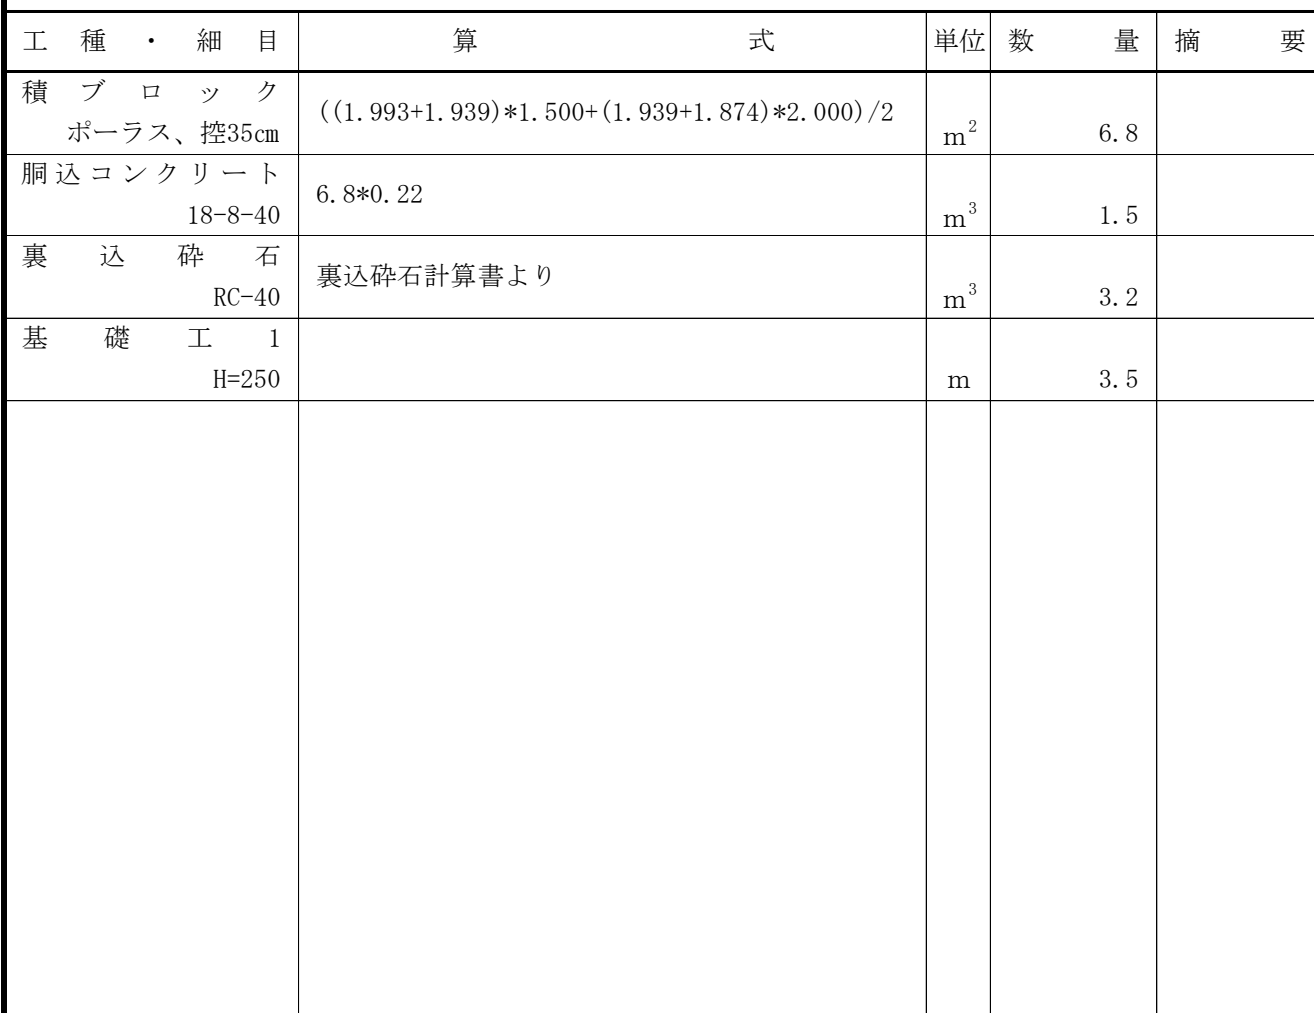 工種・細目 算式 単位 数量 摘要
積ブロック
ポーラス、控35㎝ ((1.993+1.939)*1.500+(1.939+1.874)*2.000)/2 m² 6.8
胴込コンクリート
18-8-40 6.8*0.22 m³ 1.5
裏込砕石
RC-40 裏込砕石計算書より m³ 3.2
基礎工1
H=250 m 3.5